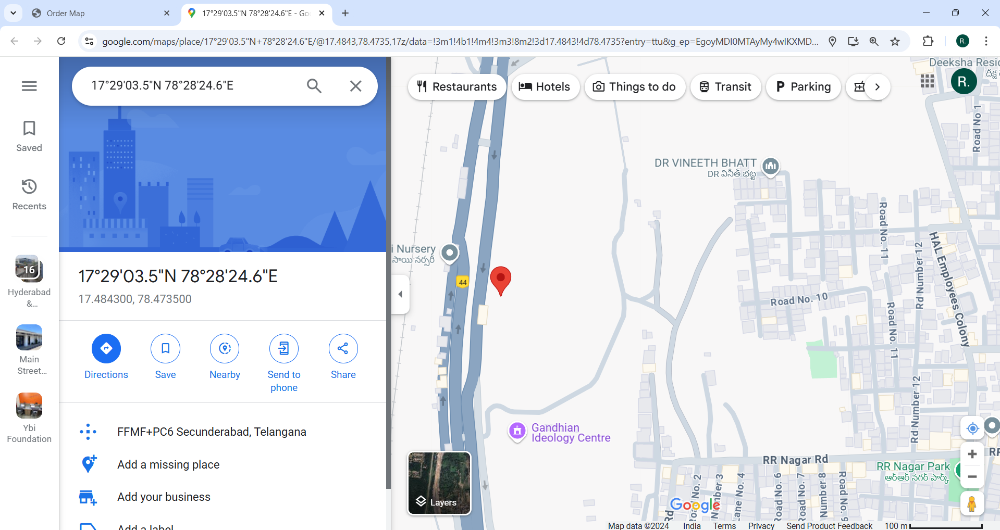 Order Map
17°29'03.5"N 78°28'24.6"E - Go
google.com/maps/place/17°29'03.5"N+78°28'24.6"E/@17.4843,78.4735,17z/data=!3m1!4b1!4m4!3m3!8m2!3d17.4843!4d78.4735?entry=ttu&g_ep=EgoyMDI0MTAyMy4wIKXMD...
R.
17°29'03.5"N 78°28'24.6"E
Restaurants
Hotels
Things to do
Transit
Parking
R.
Saved
Recents
16
Hyderabad
&...
Main
Street...
Ybi
Foundation
17°29'03.5"N 78°28'24.6"E
17.484300, 78.473500
Directions
Save
Nearby
Send to
phone
Share
FFMF+PC6 Secunderabad, Telangana
Add a missing place
Add your business
Add a label
Deeksha Resi
దీక్ష
Road No 1
DR VINEETH BHATT
DR వినీత్ భట్ట
i Nursery
సాయి నర్సరీ
44
Road No. 11
Rd Number 12
HAL Employees Colony
Road No. 10
Road No. 11
Rd Number 12
Gandhian
Ideology Centre
RR Nagar Rd
RR Nagar Park
ఆర్ఆర్ నగర్ పార్క్
RR
Road No. 2
Number 3
Lane No. 4
Road No. 6
Road No. 7
Number 8
Road No. 9
Rd
Layers
Google
Map data ©2024
India
Terms
Privacy
Send Product Feedback
100 m